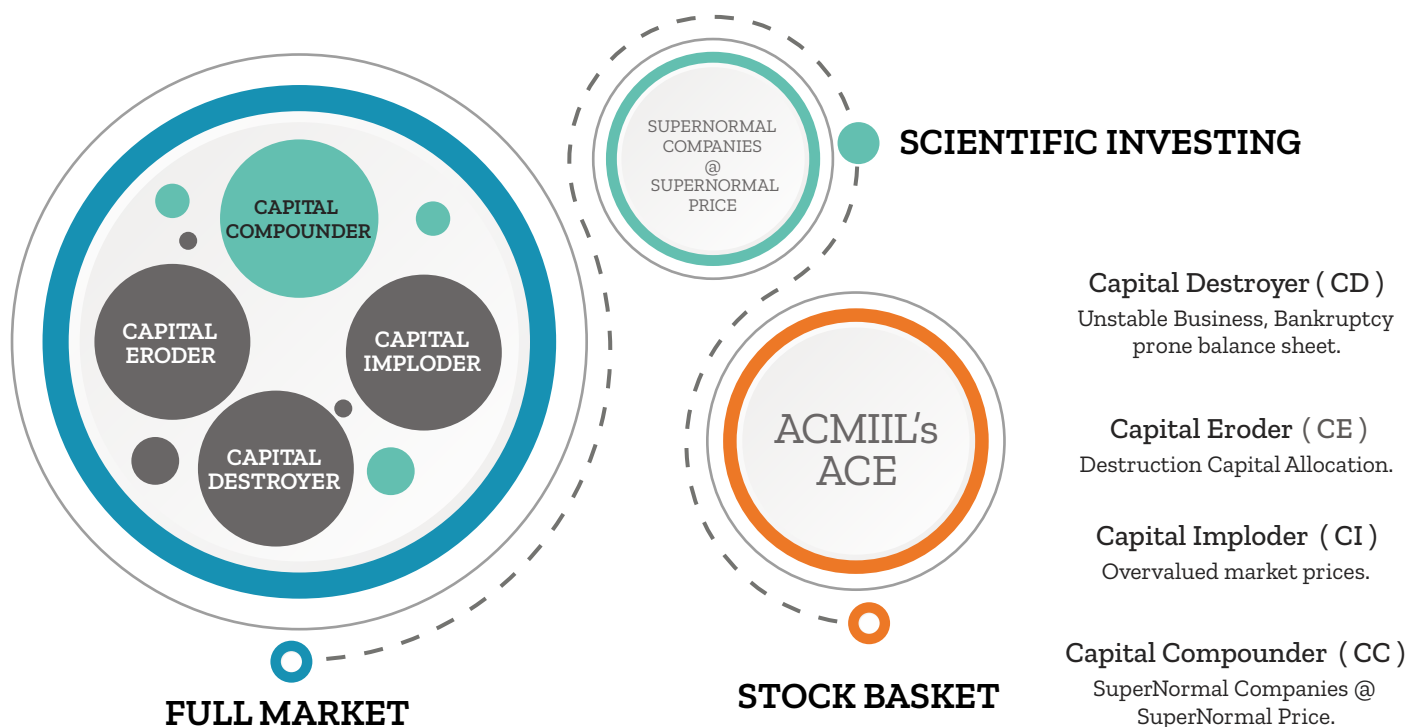 CAPITAL
COMPOUNDER
CAPITAL
ERODER
CAPITAL
IMPLODER
CAPITAL
DESTROYER
FULL MARKET
SUPERNORMAL
COMPANIES
@
SUPERNORMAL
PRICE
SCIENTIFIC INVESTING
ACMIIL's
ACE
STOCK BASKET
Capital Destroyer ( CD )
Unstable Business, Bankruptcy
prone balance sheet.
Capital Eroder ( CE )
Destruction Capital Allocation.
Capital Imploder ( CI )
Overvalued market prices.
Capital Compounder ( CC )
SuperNormal Companies @
SuperNormal Price.